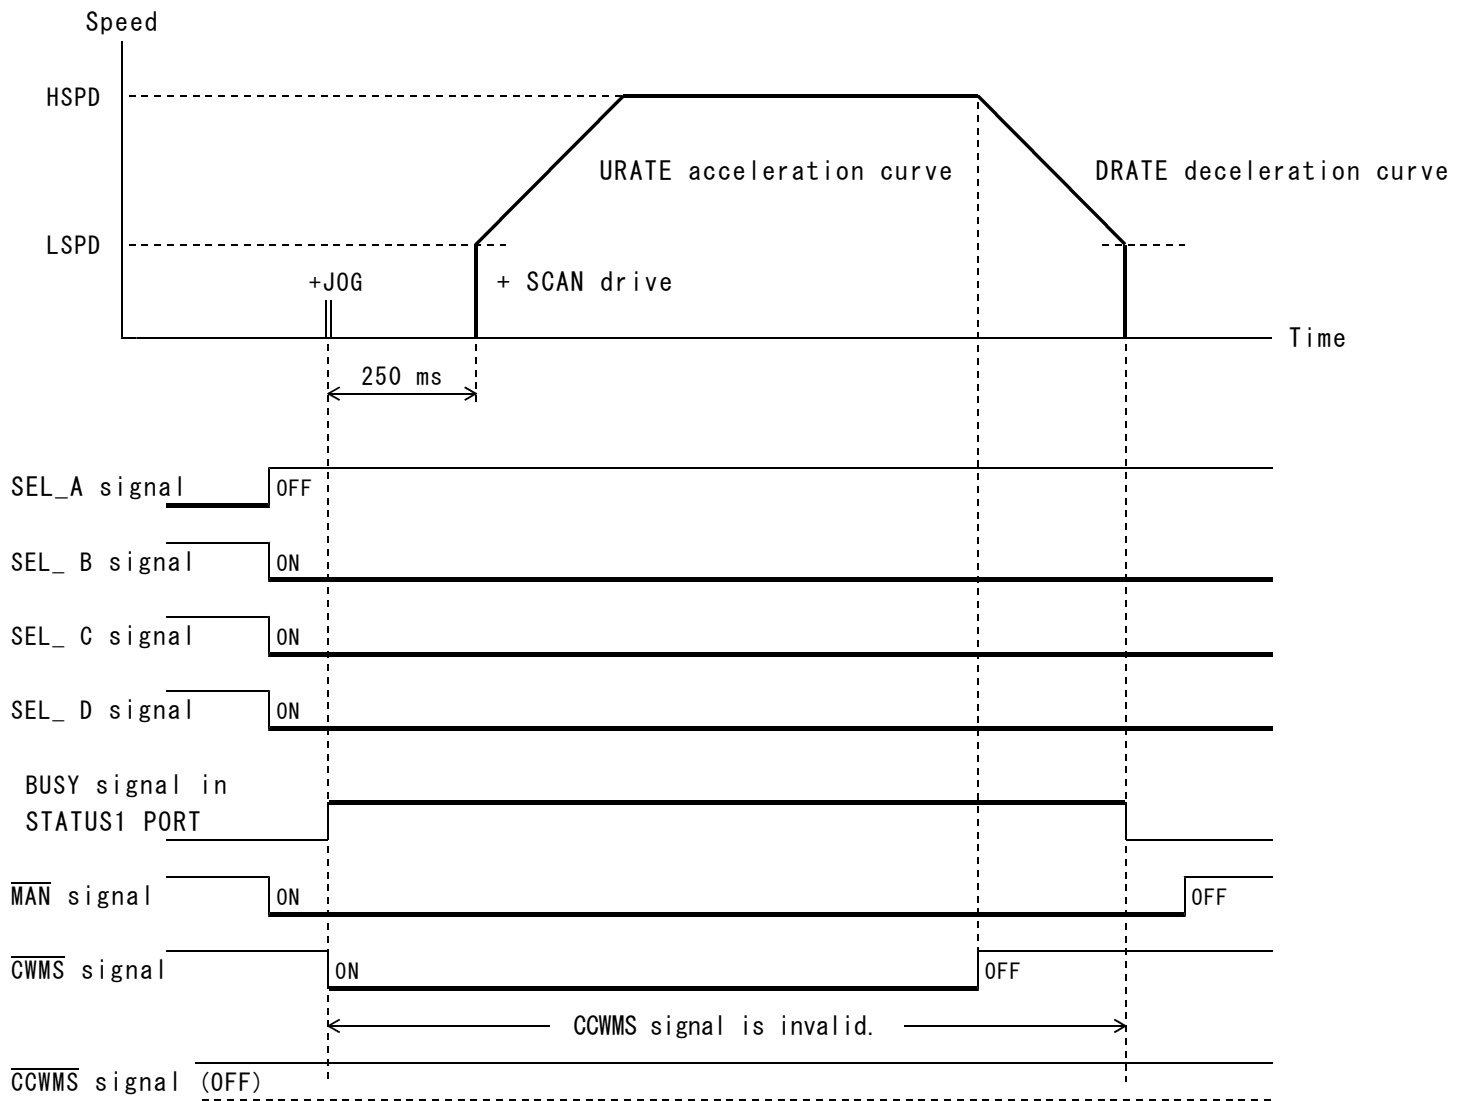 Speed
HSPD
URATE acceleration curve
DRATE deceleration curve
LSPD
+JOG
+ SCAN drive
Time
250 ms
SEL_A signal
OFF
SEL_ B signal
ON
SEL_ C signal
ON
SEL_ D signal
ON
BUSY signal in
STATUS1 PORT
MAN signal
ON
OFF
CWMS signal
ON
OFF
CCWMS signal is invalid.
CCWMS signal (OFF)